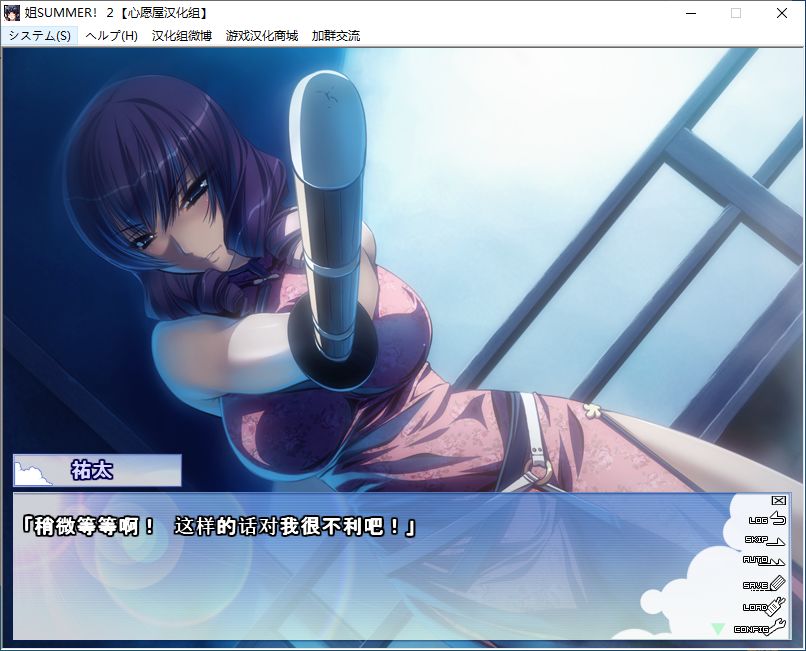 姐SUMMER！２【心愿屋汉化组】
システム(S) ヘルプ(H) 汉化组微博 游戏汉化商城 加群交流
祐太
「稍微等等啊！　这样的话对我很不利吧！」
LOG
SKIP
AUTO
SAVE
LOAD
CONFIG